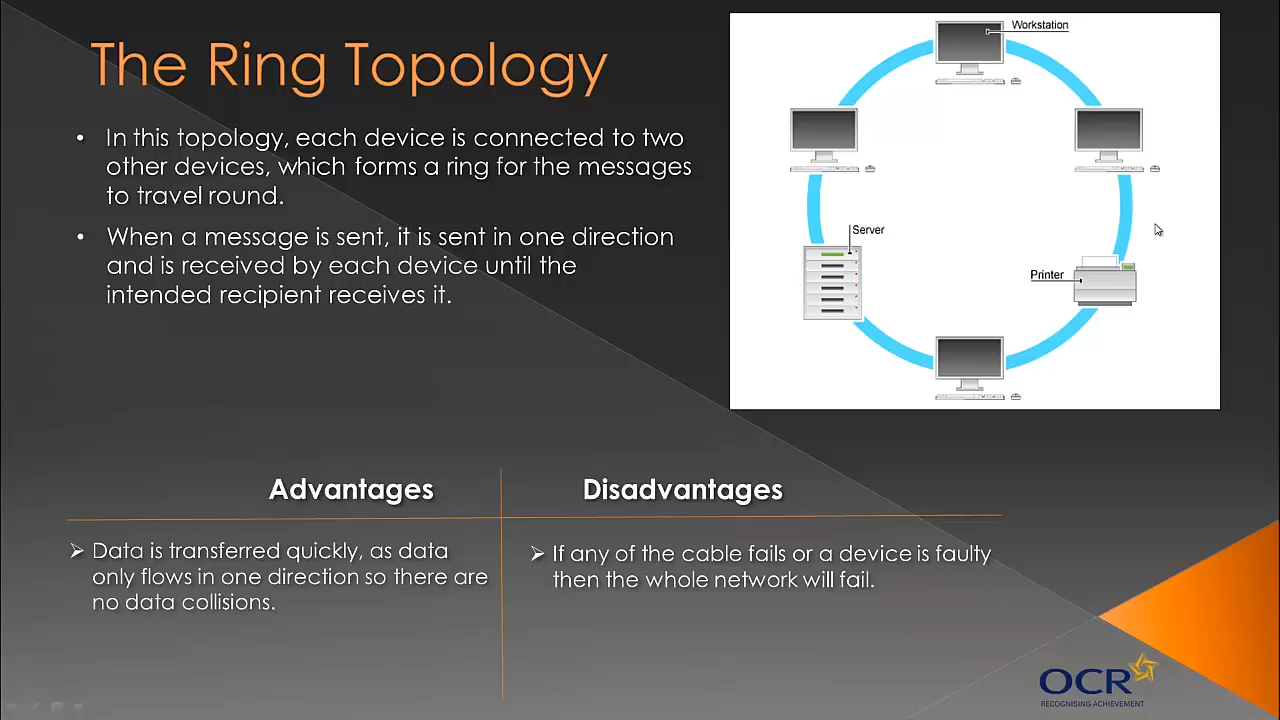 The Ring Topology
• In this topology, each device is connected to two
other devices, which forms a ring for the messages
to travel round.
• When a message is sent, it is sent in one direction
and is received by each device until the
intended recipient receives it.
Workstation
Server
Printer
Advantages
Disadvantages
➢ Data is transferred quickly, as data
only flows in one direction so there are
no data collisions.
➢ If any of the cable fails or a device is faulty
then the whole network will fail.
OCR
RECOGNISING ACHIEVEMENT